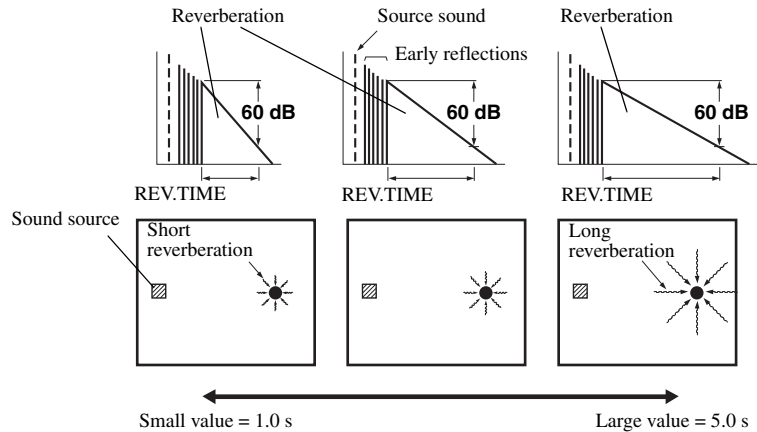 Reverberation
Source sound
Reverberation
Early reflections
60 dB
60 dB
60 dB
REV.TIME
REV.TIME
REV.TIME
Sound source
Short
reverberation
Long
reverberation
Small value = 1.0 s
Large value = 5.0 s